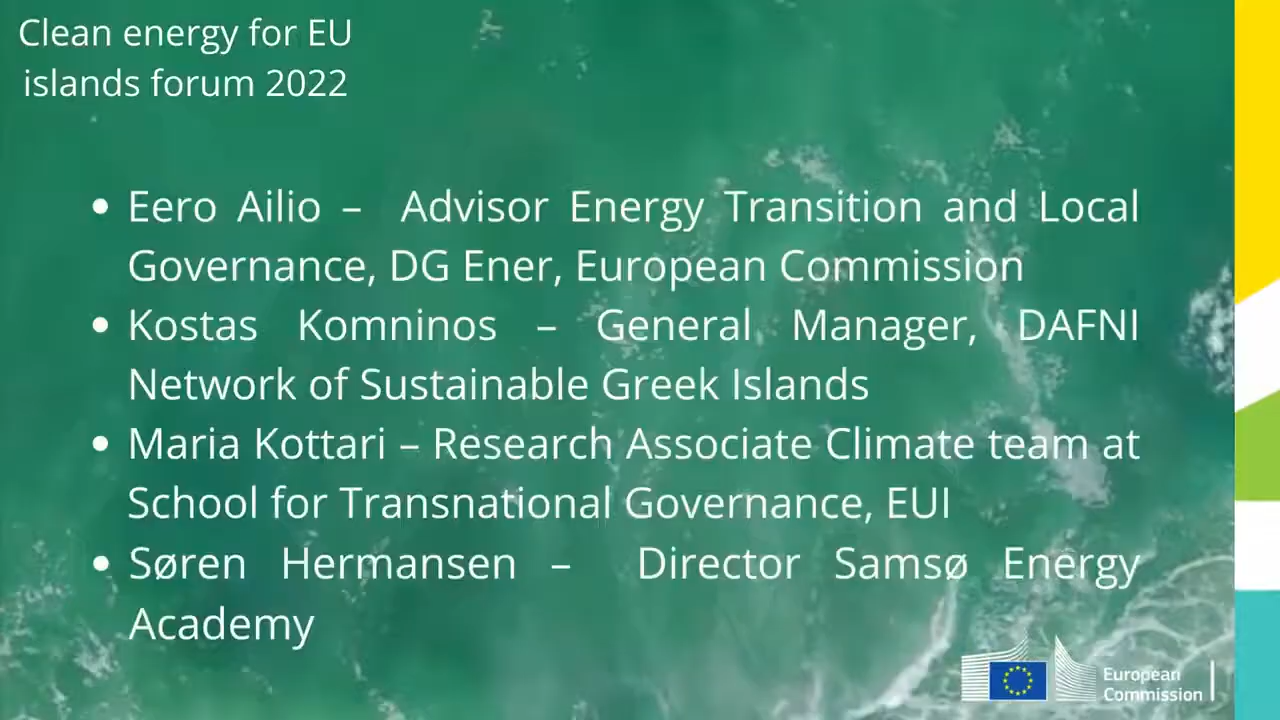 Clean energy for EU
islands forum 2022
• Eero Ailio – Advisor Energy Transition and Local
Governance, DG Ener, European Commission
• Kostas Komninos – General Manager, DAFNI
Network of Sustainable Greek Islands
• Maria Kottari – Research Associate Climate team at
School for Transnational Governance, EUI
• Søren Hermansen – Director Samsø Energy
Academy
European
Commission